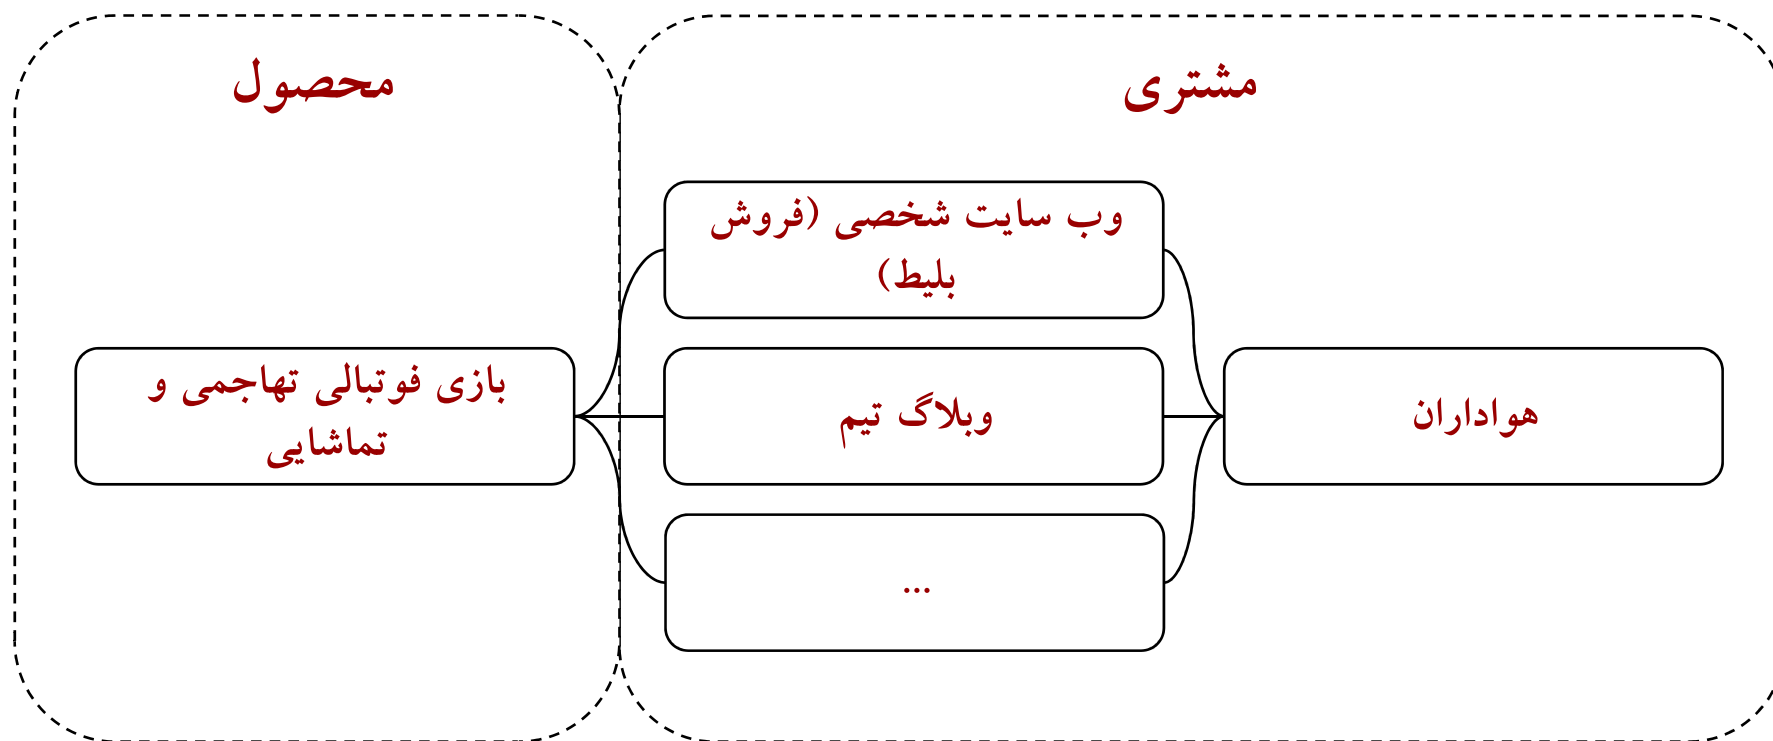 مشتری
محصول
وب سایت شخصی (فروش
بلیط)
هواداران
وبلاگ تیم
بازی فوتبالی تهاجمی و
تماشایی
...